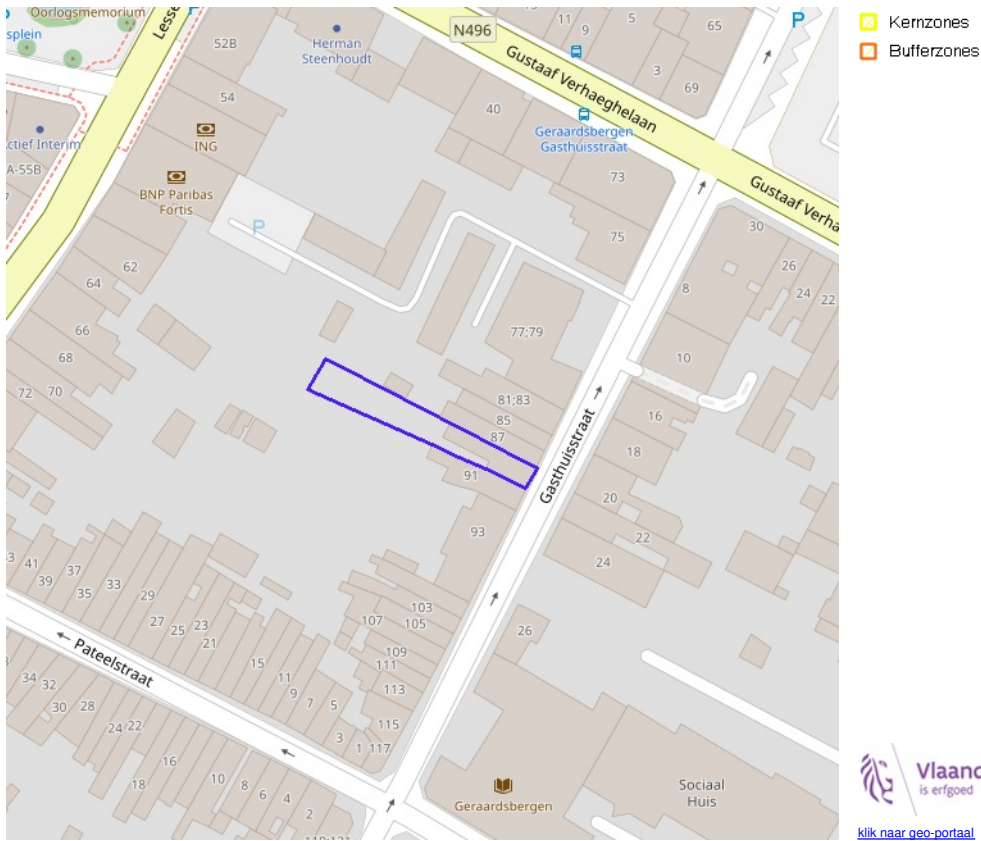 Oorlogsmemorium
splein
Lesse
P
N496
11
9
5
65
P
52B
Herman
Steenhoudt
Gustaaf Verhaeghelaan
3
69
54
40
ctief Interim
ING
Geraardsbergen
Gasthuisstraat
A-55B
7
BNP Paribas
Fortis
73
Gustaaf Verha
P
75
30
62
26
64
8
24
22
66
77;79
68
10
72
70
81;83
85
87
16
18
91
Gasthuisstraat
20
93
22
24
53
41
39
37
35
33
29
27
25
23
21
103
105
107
26
109
111
Pateelstraat
15
11
9
7
5
113
34
32
30
28
24
22
115
3
1
117
16
18
10
8
6
4
2
Geraardsbergen
Sociaal
Huis
Kernzones
Bufferzones
Vlaand
is erfgoed
klik naar geo-portaal